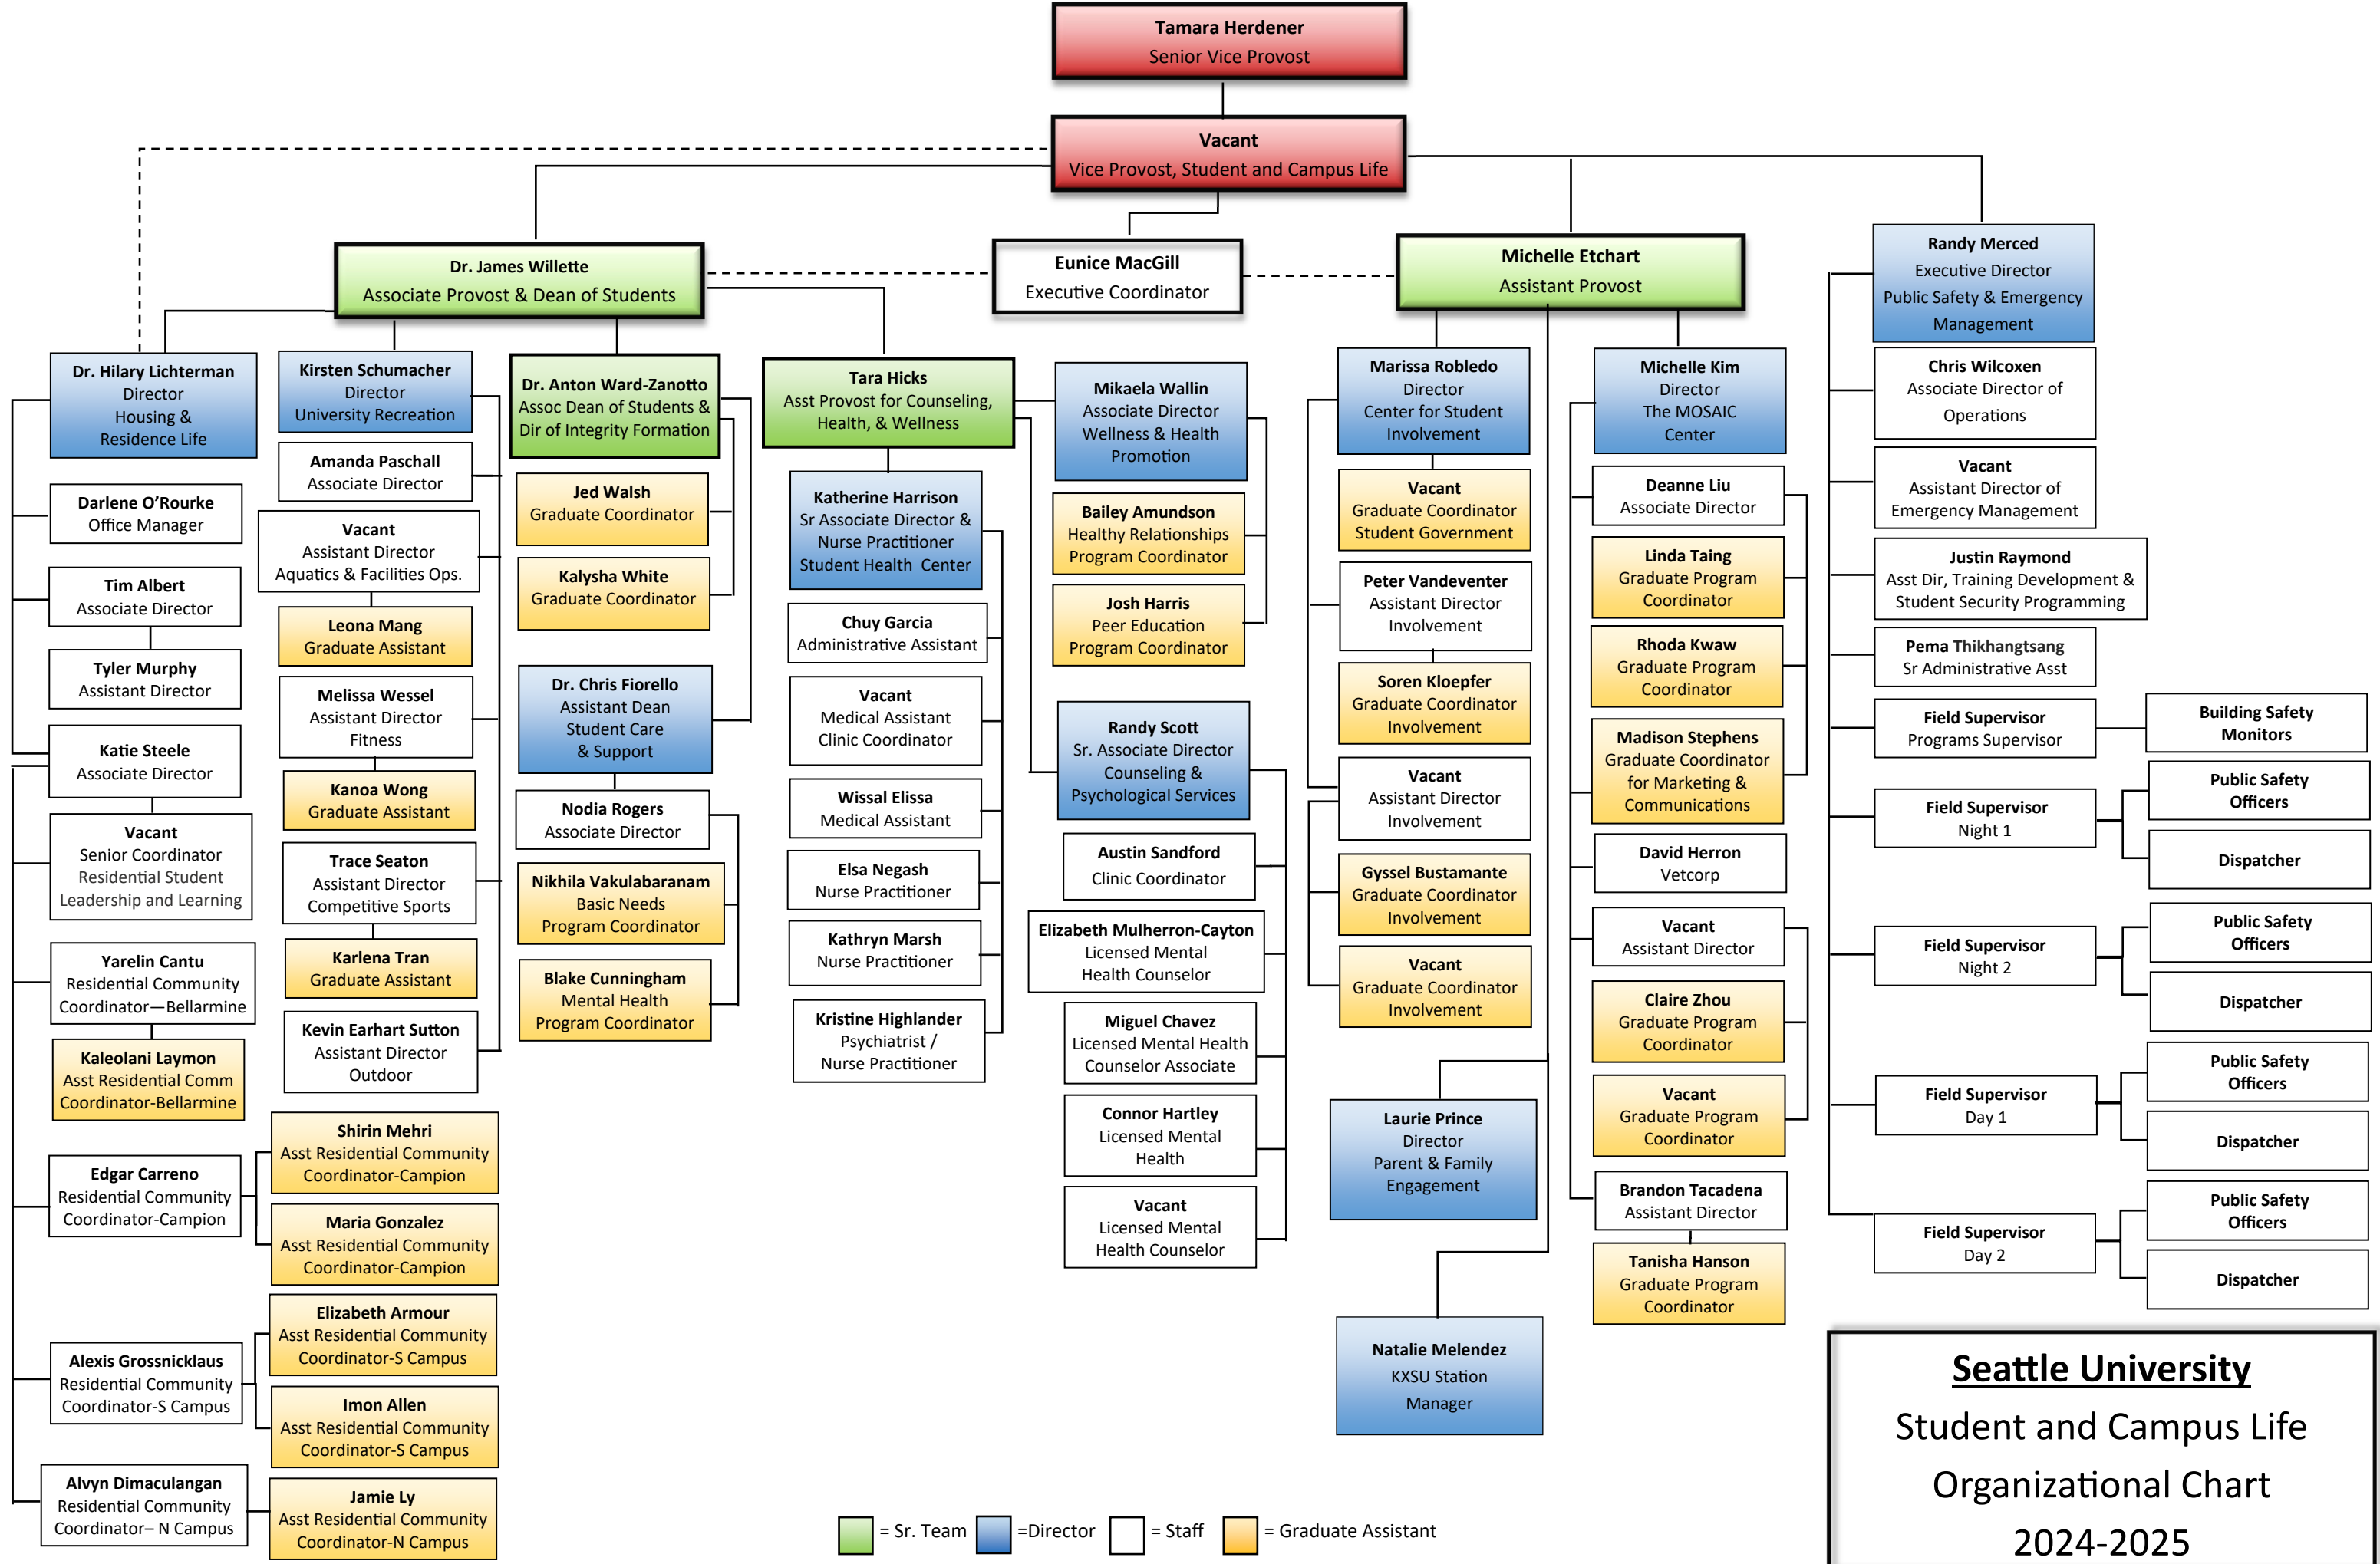 Tamara Herdener
Senior Vice Provost
Vacant
Vice Provost, Student and Campus Life
Dr. James Willette
Associate Provost & Dean of Students
Eunice MacGill
Executive Coordinator
Michelle Etchart
Assistant Provost
Randy Merced
Executive Director
Public Safety & Emergency
Management
Dr. Hilary Lichterman
Director
Housing &
Residence Life
Darlene O’Rourke
Office Manager
Tim Albert
Associate Director
Tyler Murphy
Assistant Director
Katie Steele
Associate Director
Vacant
Senior Coordinator
Residential Student
Leadership and Learning
Yarelin Cantu
Residential Community
Coordinator—Bellarmine
Kaleolani Laymon
Asst Residential Comm
Coordinator-Bellarmine
Edgar Carreno
Residential Community
Coordinator-Campion
Shirin Mehri
Asst Residential Community
Coordinator-Campion
Maria Gonzalez
Asst Residential Community
Coordinator-Campion
Alexis Grossnicklaus
Residential Community
Coordinator-S Campus
Elizabeth Armour
Asst Residential Community
Coordinator-S Campus
Imon Allen
Asst Residential Community
Coordinator-S Campus
Alvyn Dimaculangan
Residential Community
Coordinator– N Campus
Jamie Ly
Asst Residential Community
Coordinator-N Campus
Kirsten Schumacher
Director
University Recreation
Amanda Paschall
Associate Director
Vacant
Assistant Director
Aquatics & Facilities Ops.
Leona Mang
Graduate Assistant
Melissa Wessel
Assistant Director
Fitness
Kanoa Wong
Graduate Assistant
Trace Seaton
Assistant Director
Competitive Sports
Karlena Tran
Graduate Assistant
Kevin Earhart Sutton
Assistant Director
Outdoor
Dr. Anton Ward-Zanotto
Assoc Dean of Students &
Dir of Integrity Formation
Jed Walsh
Graduate Coordinator
Kalysha White
Graduate Coordinator
Dr. Chris Fiorello
Assistant Dean
Student Care
& Support
Nodia Rogers
Associate Director
Nikhila Vakulabaranam
Basic Needs
Program Coordinator
Blake Cunningham
Mental Health
Program Coordinator
Tara Hicks
Asst Provost for Counseling,
Health, & Wellness
Katherine Harrison
Sr Associate Director &
Nurse Practitioner
Student Health Center
Chuy Garcia
Administrative Assistant
Vacant
Medical Assistant
Clinic Coordinator
Wissal Elissa
Medical Assistant
Elsa Negash
Nurse Practitioner
Kathryn Marsh
Nurse Practitioner
Kristine Highlander
Psychiatrist /
Nurse Practitioner
Mikaela Wallin
Associate Director
Wellness & Health
Promotion
Bailey Amundson
Healthy Relationships
Program Coordinator
Josh Harris
Peer Education
Program Coordinator
Randy Scott
Sr. Associate Director
Counseling &
Psychological Services
Austin Sandford
Clinic Coordinator
Elizabeth Mulherron-Cayton
Licensed Mental
Health Counselor
Miguel Chavez
Licensed Mental Health
Counselor Associate
Connor Hartley
Licensed Mental
Health
Vacant
Licensed Mental
Health Counselor
Marissa Robledo
Director
Center for Student
Involvement
Vacant
Graduate Coordinator
Student Government
Peter Vandeventer
Assistant Director
Involvement
Soren Kloepfer
Graduate Coordinator
Involvement
Vacant
Assistant Director
Involvement
Gyssel Bustamante
Graduate Coordinator
Involvement
Vacant
Graduate Coordinator
Involvement
Laurie Prince
Director
Parent & Family
Engagement
Natalie Melendez
KXSU Station
Manager
Michelle Kim
Director
The MOSAIC
Center
Deanne Liu
Associate Director
Linda Taing
Graduate Program
Coordinator
Rhoda Kwaw
Graduate Program
Coordinator
Madison Stephens
Graduate Coordinator
for Marketing &
Communications
David Herron
Vetcorp
Vacant
Assistant Director
Claire Zhou
Graduate Program
Coordinator
Vacant
Graduate Program
Coordinator
Brandon Tacadena
Assistant Director
Tanisha Hanson
Graduate Program
Coordinator
Chris Wilcoxen
Associate Director of
Operations
Vacant
Assistant Director of
Emergency Management
Justin Raymond
Asst Dir, Training Development &
Student Security Programming
Pema Thikhangtsang
Sr Administrative Asst
Field Supervisor
Programs Supervisor
Building Safety
Monitors
Field Supervisor
Night 1
Public Safety
Officers
Dispatcher
Field Supervisor
Night 2
Public Safety
Officers
Dispatcher
Field Supervisor
Day 1
Public Safety
Officers
Dispatcher
Field Supervisor
Day 2
Public Safety
Officers
Dispatcher
= Sr. Team =Director = Staff = Graduate Assistant
Seattle University
Student and Campus Life
Organizational Chart
2024-2025